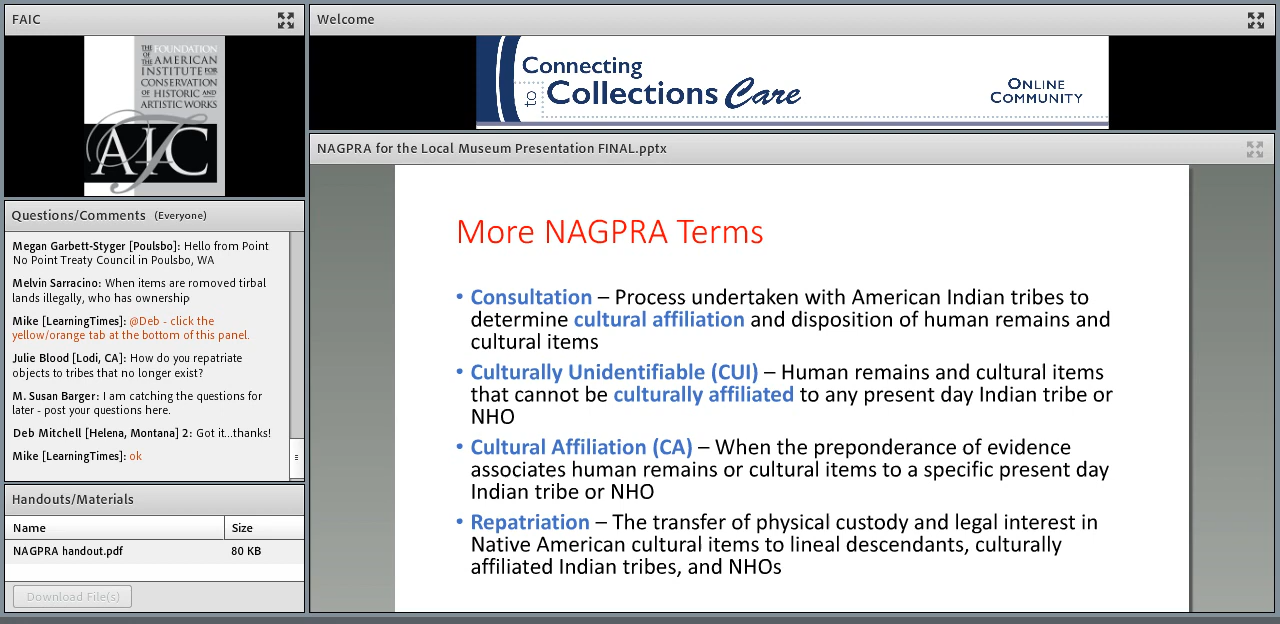 FAIC
THE FOUNDATION
OF THE AMERICAN
INSTITUTE FOR
CONSERVATION
OF HISTORIC AND
ARTISTIC WORKS
AIC
Questions/Comments (Everyone)
Megan Garbett-Styger [Poulsbo]: Hello from Point
No Point Treaty Council in Poulsbo, WA
Melvin Sarracino: When items are romoved tirbal
lands illegally, who has ownership
Mike [LearningTimes]: @Deb - click the
yellow/orange tab at the bottom of this panel.
Julie Blood [Lodi, CA]: How do you repatriate
objects to tribes that no longer exist?
M. Susan Barger: I am catching the questions for
later - post your questions here.
Deb Mitchell [Helena, Montana] 2: Got it...thanks!
Mike [LearningTimes]: ok
Handouts/Materials
Name Size
NAGPRA handout.pdf 80 KB
Download File(s)
Welcome
Connecting
to Collections Care
ONLINE
COMMUNITY
NAGPRA for the Local Museum Presentation FINAL.pptx
More NAGPRA Terms
• Consultation – Process undertaken with American Indian tribes to
determine cultural affiliation and disposition of human remains and
cultural items
• Culturally Unidentifiable (CUI) – Human remains and cultural items
that cannot be culturally affiliated to any present day Indian tribe or
NHO
• Cultural Affiliation (CA) – When the preponderance of evidence
associates human remains or cultural items to a specific present day
Indian tribe or NHO
• Repatriation – The transfer of physical custody and legal interest in
Native American cultural items to lineal descendants, culturally
affiliated Indian tribes, and NHOs